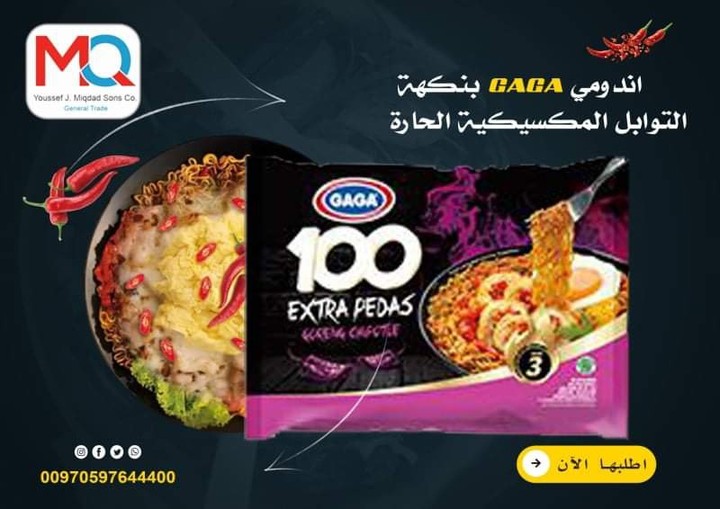 MQ
Youssef J. Miqdad Sons Co.
General Trade
اندومي GAGA بنكهة
التوابل المكسيكية الحارة
GAGA
100
EXTRA PEDAS
GORENG CHIPOTLE
3
00970597644400
اطلبها الآن